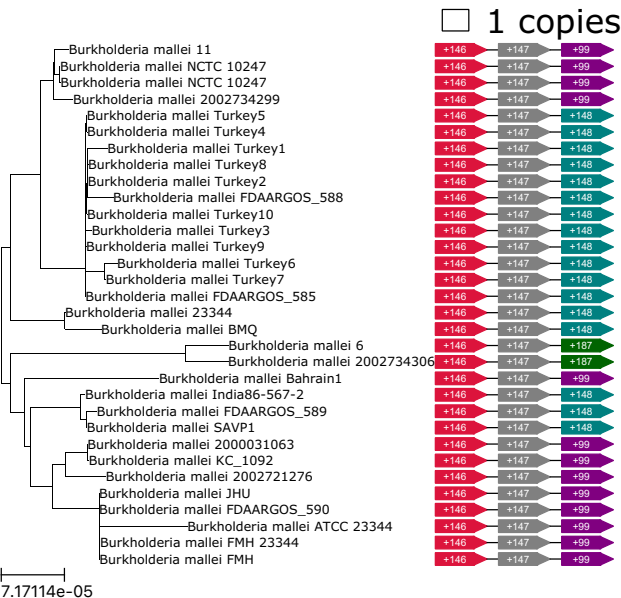 1 copies
Burkholderia mallei 11 +146 +147 +99
Burkholderia mallei NCTC 10247 +146 +147 +99
Burkholderia mallei NCTC 10247 +146 +147 +99
Burkholderia mallei 2002734299 +146 +147 +99
Burkholderia mallei Turkey5 +146 +147 +148
Burkholderia mallei Turkey4 +146 +147 +148
Burkholderia mallei Turkey1 +146 +147 +148
Burkholderia mallei Turkey8 +146 +147 +148
Burkholderia mallei Turkey2 +146 +147 +148
Burkholderia mallei FDAARGOS_588 +146 +147 +148
Burkholderia mallei Turkey10 +146 +147 +148
Burkholderia mallei Turkey3 +146 +147 +148
Burkholderia mallei Turkey9 +146 +147 +148
Burkholderia mallei Turkey6 +146 +147 +148
Burkholderia mallei Turkey7 +146 +147 +148
Burkholderia mallei FDAARGOS_585 +146 +147 +148
Burkholderia mallei 23344 +146 +147 +148
Burkholderia mallei BMQ +146 +147 +148
Burkholderia mallei 6 +146 +147 +187
Burkholderia mallei 2002734306 +146 +147 +187
Burkholderia mallei Bahrain1 +146 +147 +99
Burkholderia mallei India86-567-2 +146 +147 +148
Burkholderia mallei FDAARGOS_589 +146 +147 +148
Burkholderia mallei SAVP1 +146 +147 +148
Burkholderia mallei 2000031063 +146 +147 +99
Burkholderia mallei KC_1092 +146 +147 +99
Burkholderia mallei 2002721276 +146 +147 +99
Burkholderia mallei JHU +146 +147 +99
Burkholderia mallei FDAARGOS_590 +146 +147 +99
Burkholderia mallei ATCC 23344 +146 +147 +99
Burkholderia mallei FMH 23344 +146 +147 +99
Burkholderia mallei FMH +146 +147 +99
7.17114e-05